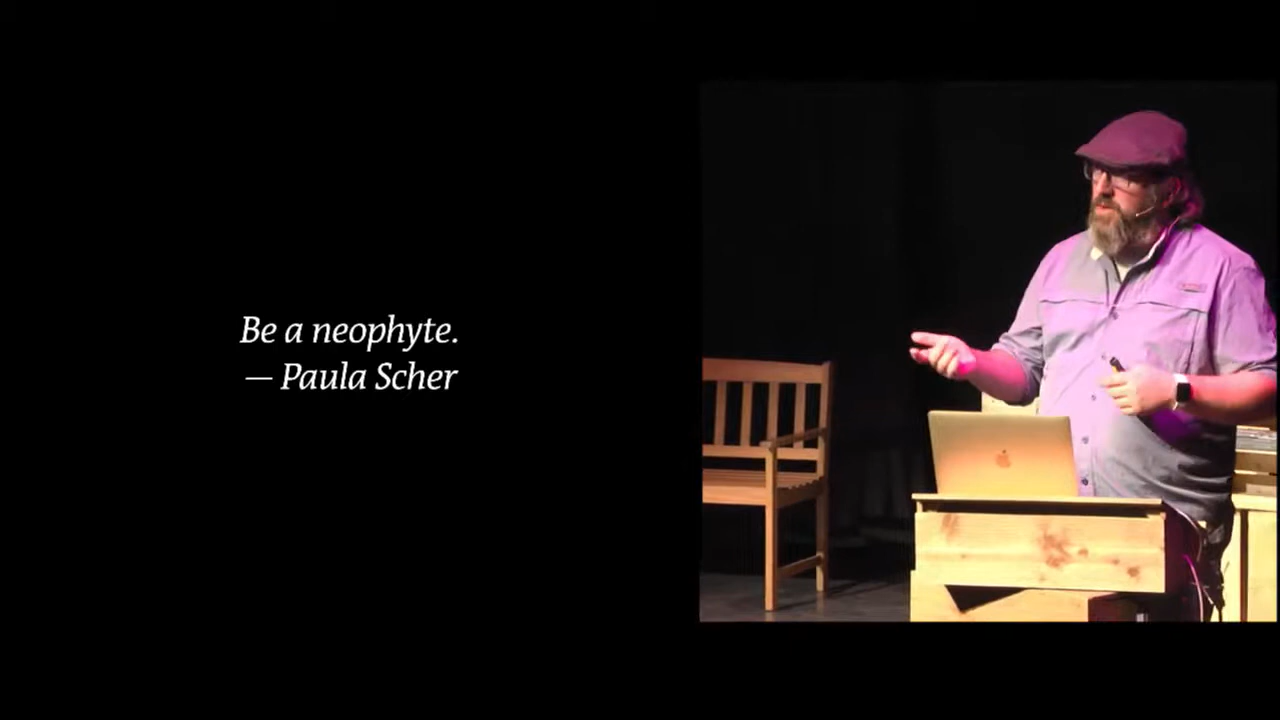 Be a neophyte.
— Paula Scher